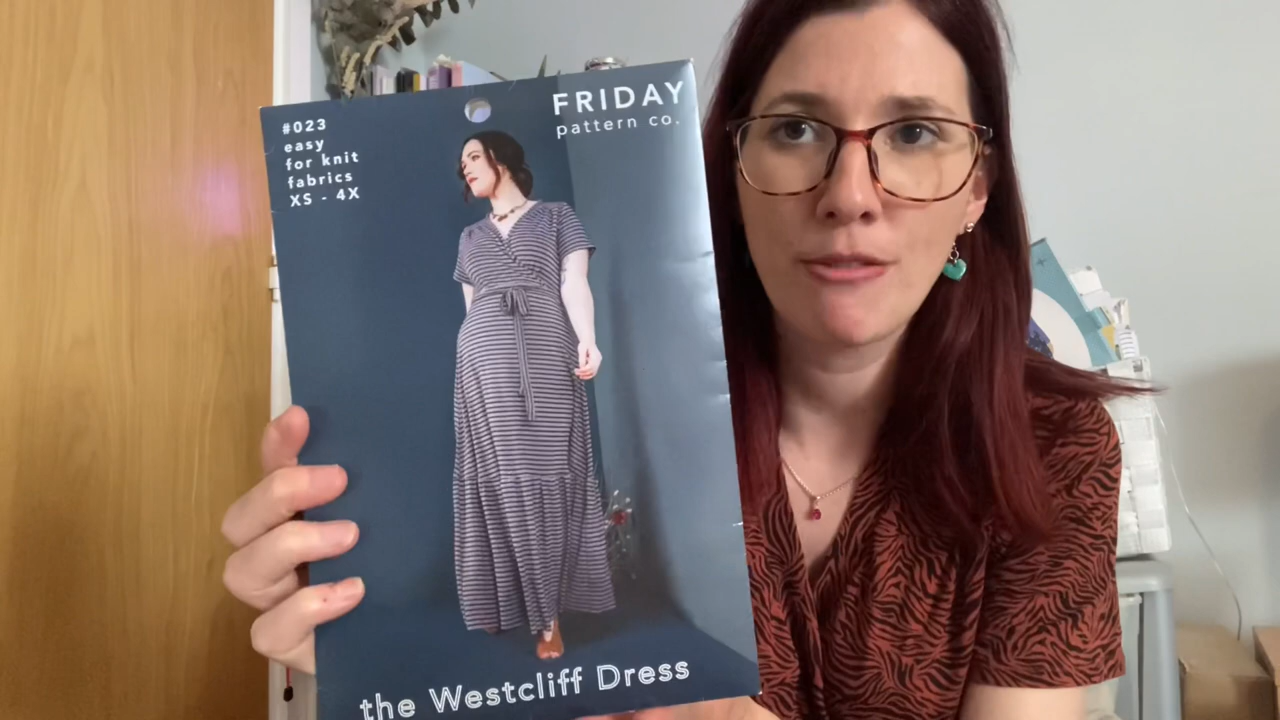 #023
easy
for knit
fabrics
XS - 4X
FRIDAY
pattern co.
the Westcliff Dress